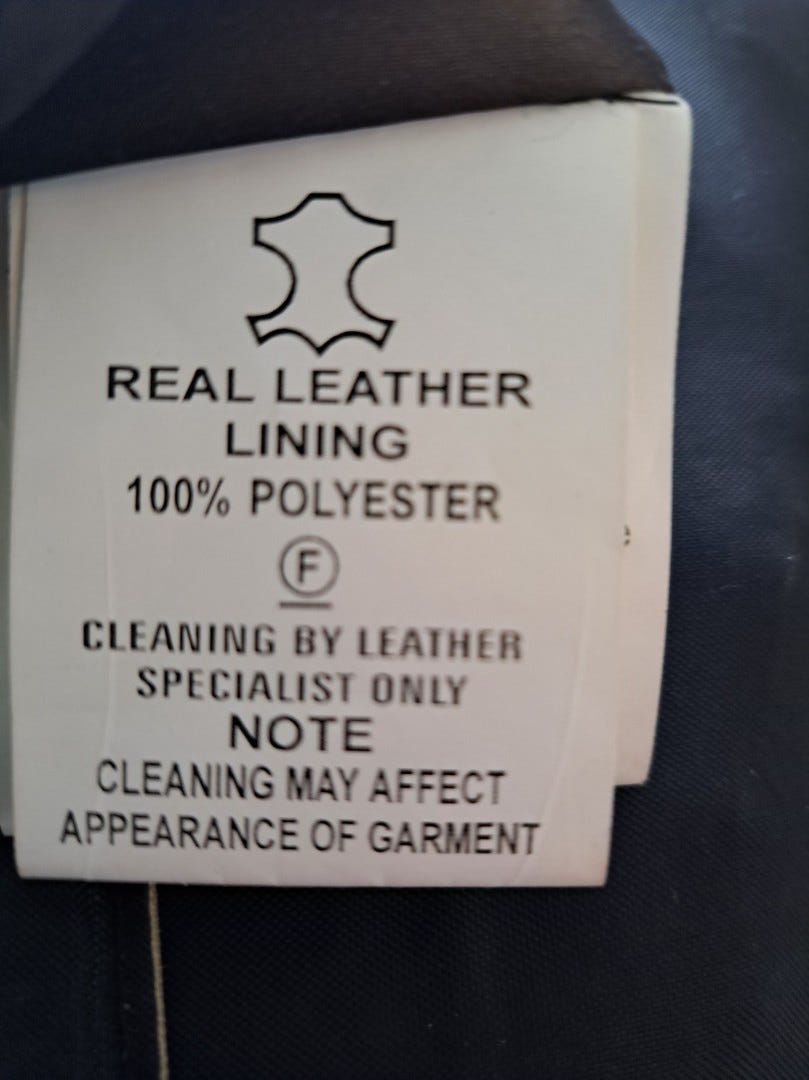 REAL LEATHER
LINING
100% POLYESTER
F
CLEANING BY LEATHER
SPECIALIST ONLY
NOTE
CLEANING MAY AFFECT
APPEARANCE OF GARMENT